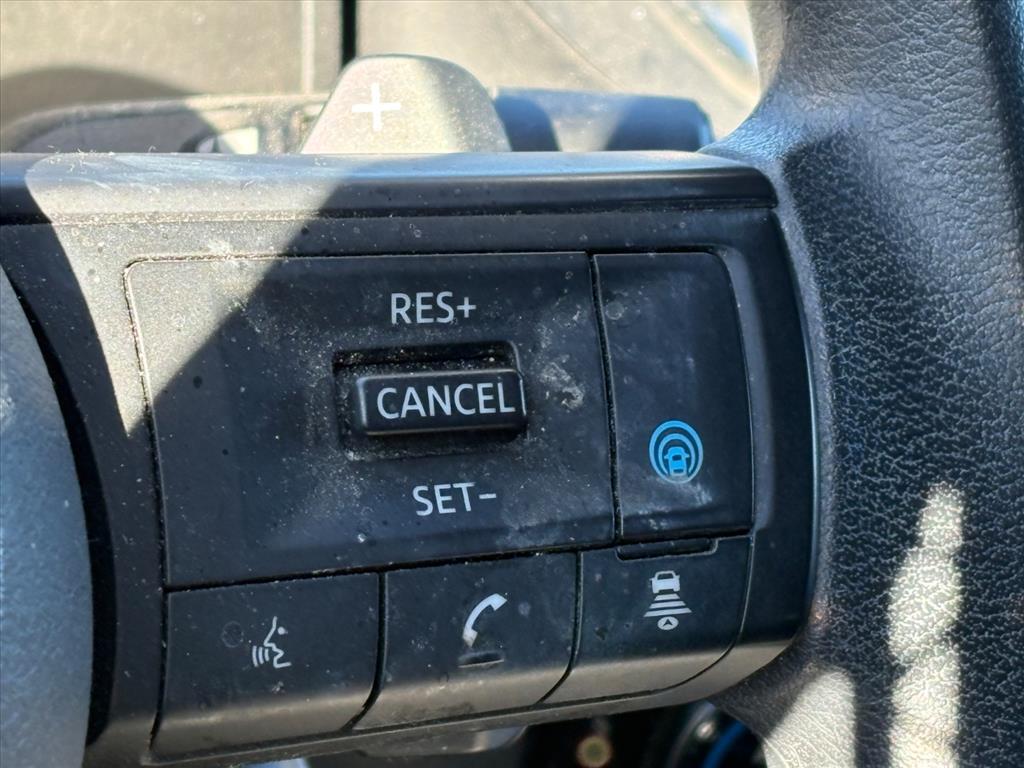 +
RES+
CANCEL
SET-